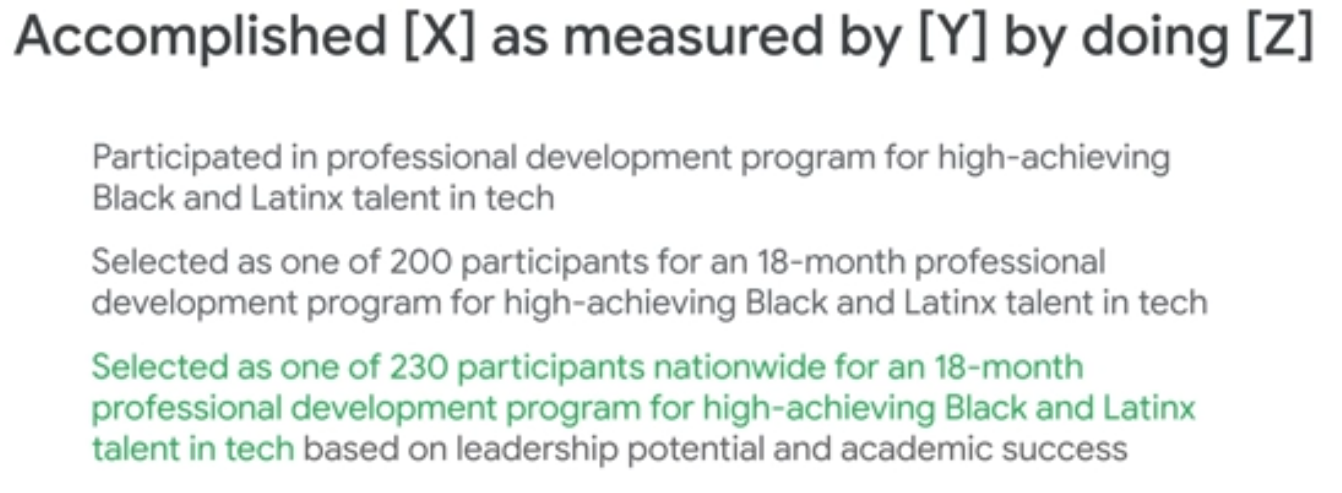 Accomplished [X] as measured by [Y] by doing [Z]
Participated in professional development program for high-achieving
Black and Latinx talent in tech
Selected as one of 200 participants for an 18-month professional
development program for high-achieving Black and Latinx talent in tech
Selected as one of 230 participants nationwide for an 18-month
professional development program for high-achieving Black and Latinx
talent in tech based on leadership potential and academic success